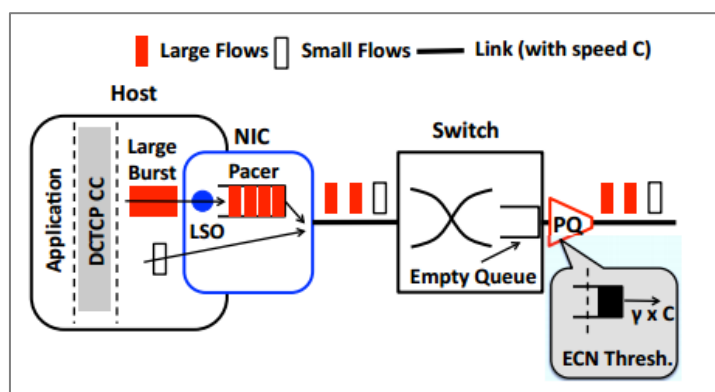 Large Flows Small Flows Link (with speed C)
Host
NIC
Switch
Large
Burst
Pacer
Application
DCTCP CC
LSO
PQ
Empty Queue
γ x C
ECN Thresh.